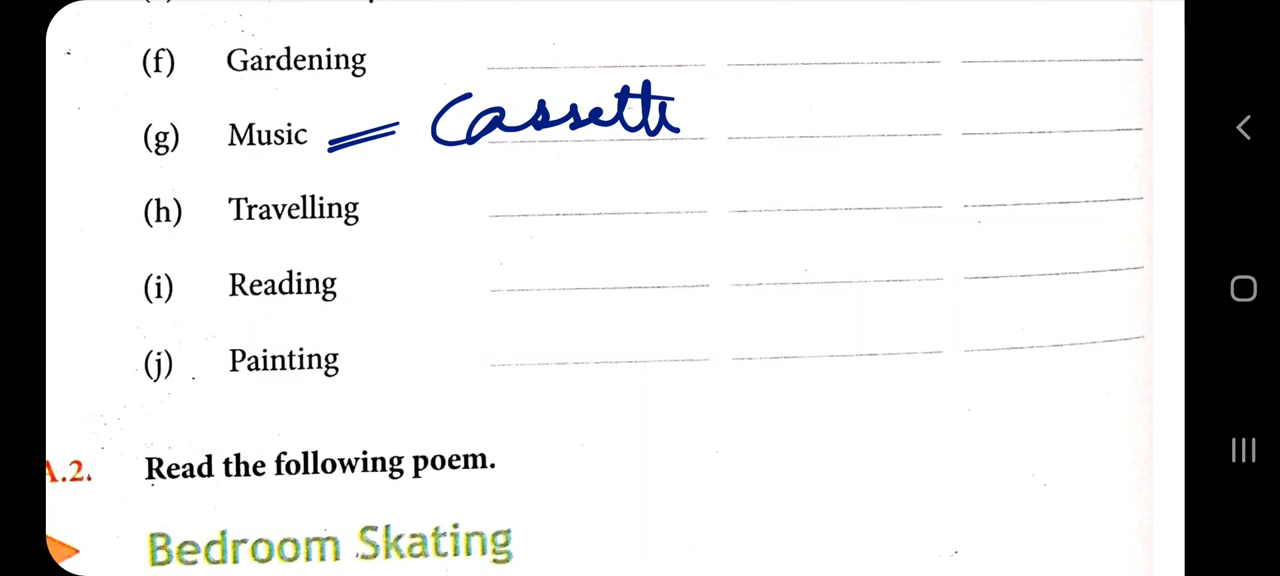 (f) Gardening
(g) Music = Cassette
(h) Travelling
(i) Reading
(j) Painting
A.2. Read the following poem.
Bedroom Skating